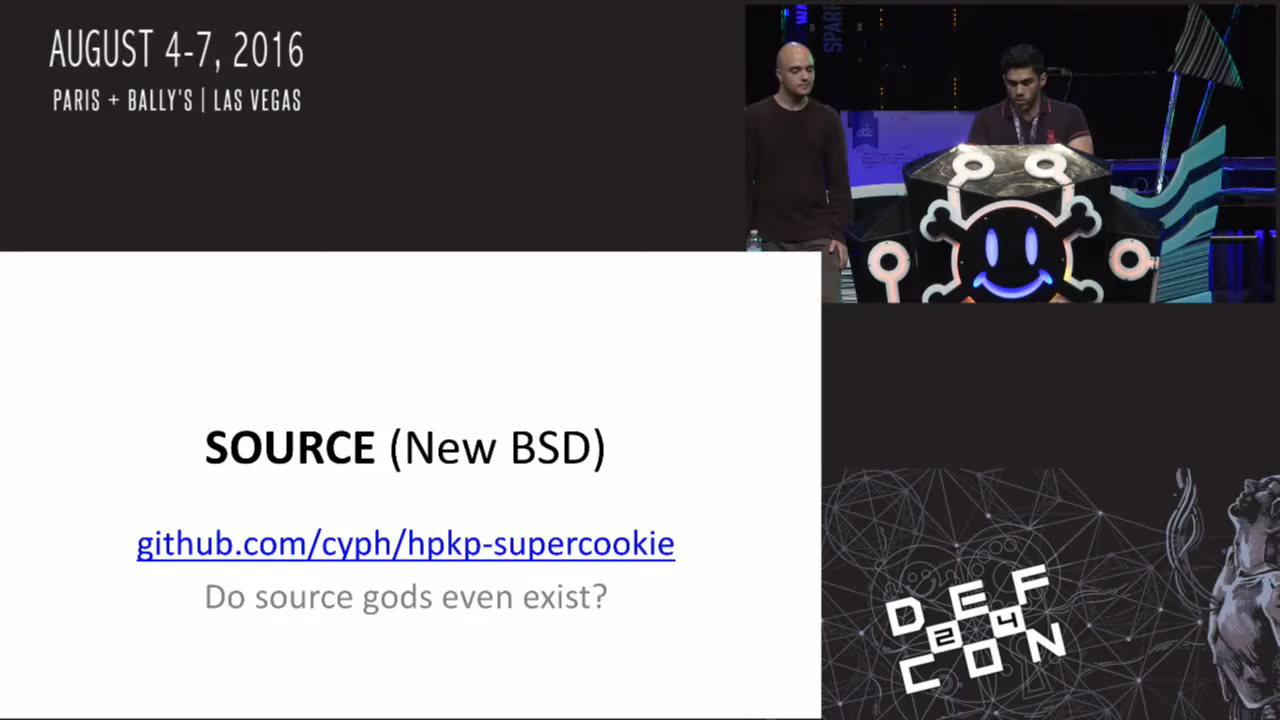 AUGUST 4-7, 2016
PARIS + BALLY'S | LAS VEGAS
SOURCE (New BSD)
github.com/cyph/hpkp-supercookie
Do source gods even exist?
DEF
24
CON